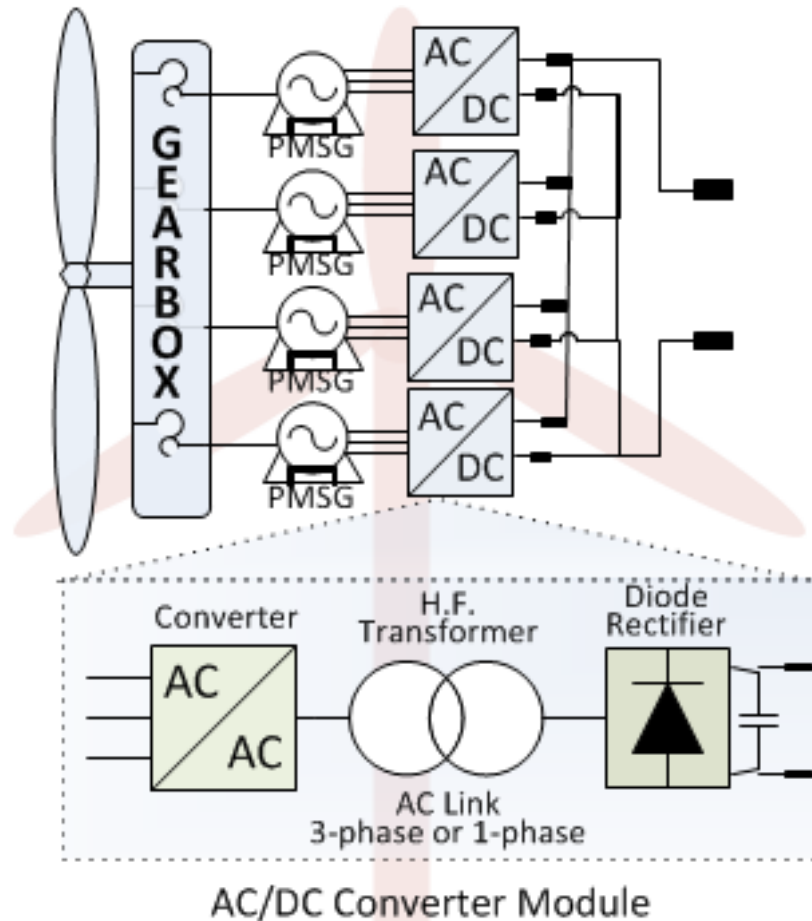 GEARBOX
AC
DC
PMSG
AC
DC
PMSG
AC
DC
PMSG
AC
DC
PMSG
Converter
H.F.
Transformer
Diode
Rectifier
AC
AC
AC Link
3-phase or 1-phase
AC/DC Converter Module